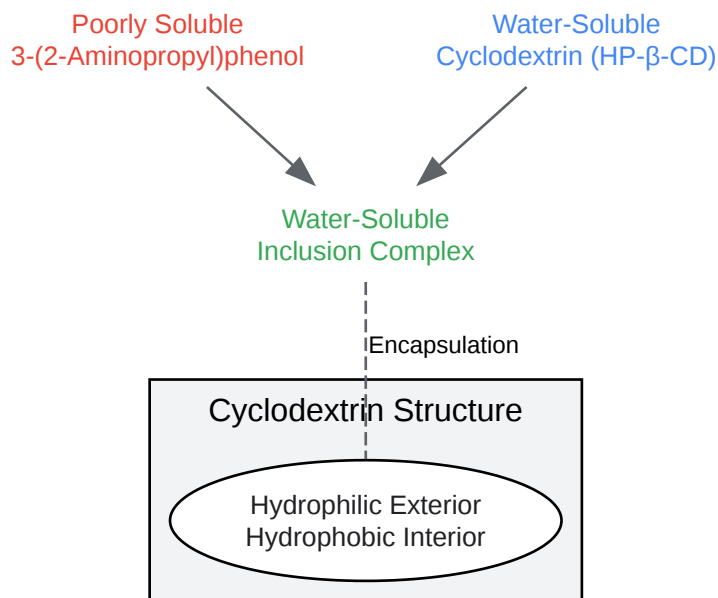 Poorly Soluble
3-(2-Aminopropyl)phenol
Water-Soluble
Cyclodextrin (HP-β-CD)
Water-Soluble
Inclusion Complex
Encapsulation
Cyclodextrin Structure
Hydrophilic Exterior
Hydrophobic Interior